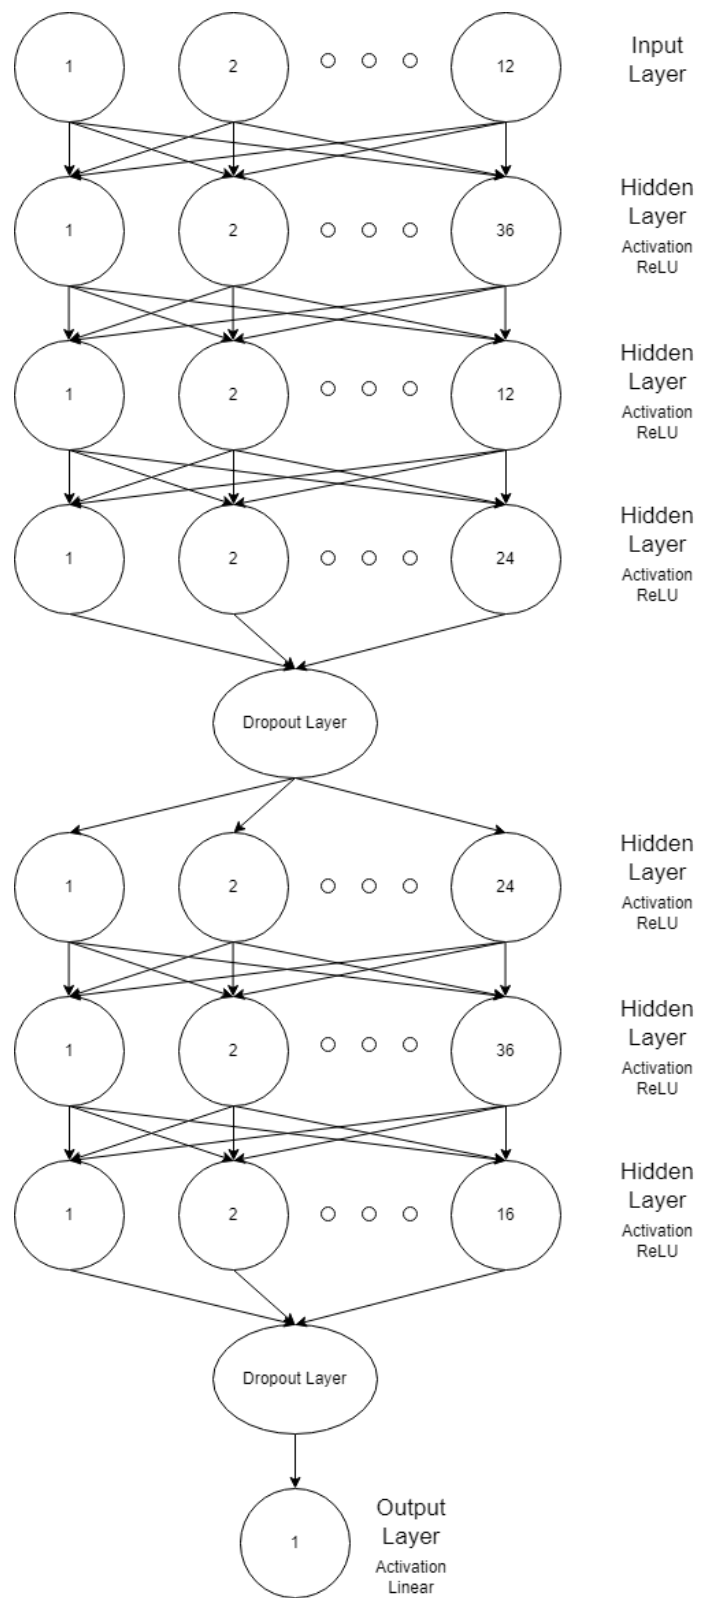 1
2
12
Input
Layer
1
2
36
Hidden
Layer
Activation
ReLU
1
2
12
Hidden
Layer
Activation
ReLU
1
2
24
Hidden
Layer
Activation
ReLU
Dropout Layer
1
2
24
Hidden
Layer
Activation
ReLU
1
2
36
Hidden
Layer
Activation
ReLU
1
2
16
Hidden
Layer
Activation
ReLU
Dropout Layer
1
Output
Layer
Activation
Linear